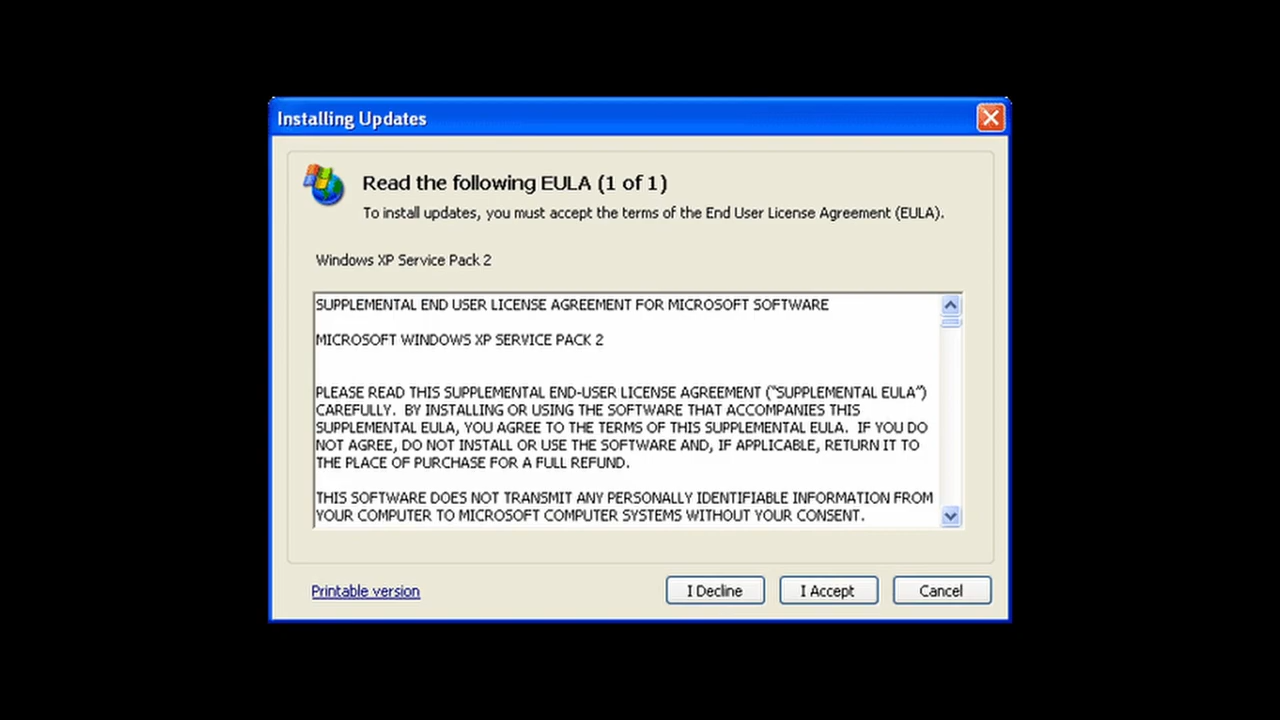 Installing Updates
Read the following EULA (1 of 1)
To install updates, you must accept the terms of the End User License Agreement (EULA).
Windows XP Service Pack 2
SUPPLEMENTAL END USER LICENSE AGREEMENT FOR MICROSOFT SOFTWARE
MICROSOFT WINDOWS XP SERVICE PACK 2
PLEASE READ THIS SUPPLEMENTAL END-USER LICENSE AGREEMENT ("SUPPLEMENTAL EULA")
CAREFULLY.  BY INSTALLING OR USING THE SOFTWARE THAT ACCOMPANIES THIS
SUPPLEMENTAL EULA, YOU AGREE TO THE TERMS OF THIS SUPPLEMENTAL EULA.  IF YOU DO
NOT AGREE, DO NOT INSTALL OR USE THE SOFTWARE AND, IF APPLICABLE, RETURN IT TO
THE PLACE OF PURCHASE FOR A FULL REFUND.
THIS SOFTWARE DOES NOT TRANSMIT ANY PERSONALLY IDENTIFIABLE INFORMATION FROM
YOUR COMPUTER TO MICROSOFT COMPUTER SYSTEMS WITHOUT YOUR CONSENT.
Printable version
I Decline
I Accept
Cancel